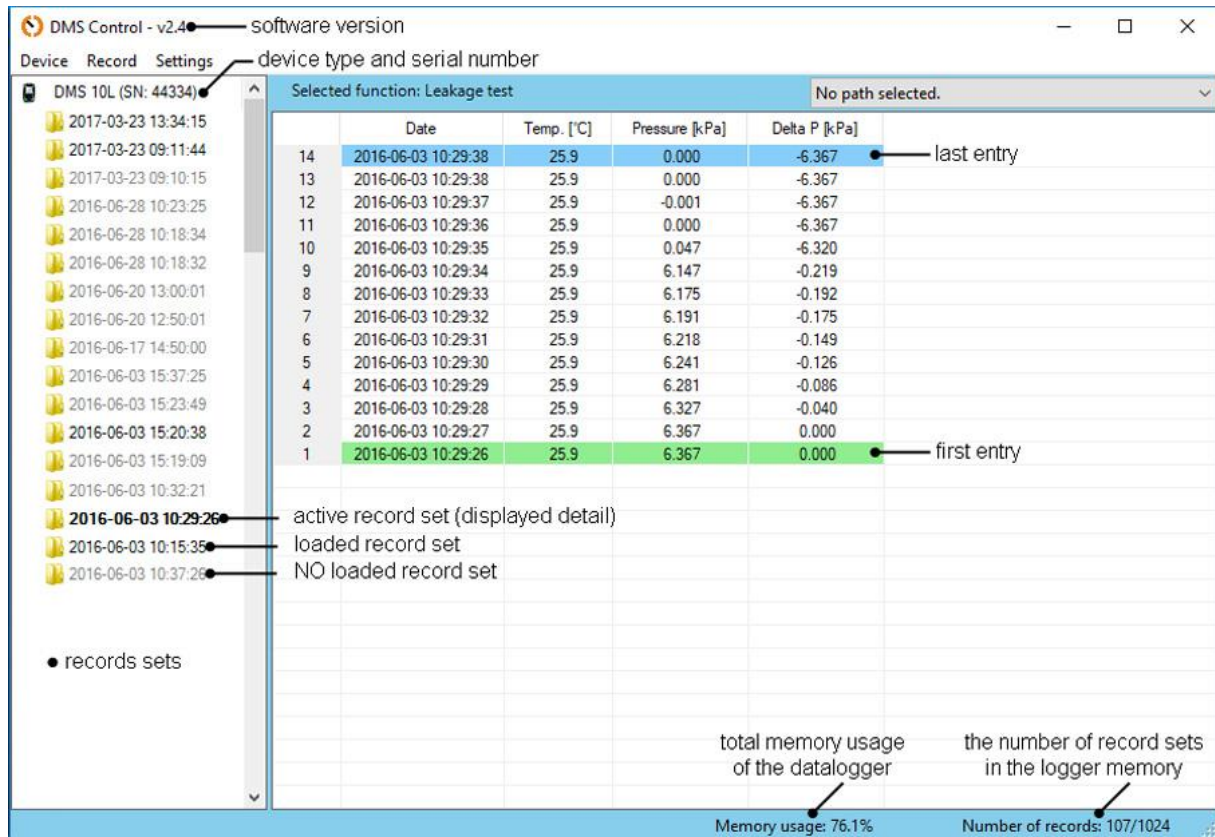 DMS Control - v2.4
software version
Device Record Settings
device type and serial number
DMS 10L (SN: 44334)
Selected function: Leakage test
No path selected.
2017-03-23 13:34:15
2017-03-23 09:11:44
2017-03-23 09:10:15
2016-06-28 10:23:25
2016-06-28 10:18:34
2016-06-28 10:18:32
2016-06-20 13:00:01
2016-06-20 12:50:01
2016-06-17 14:50:00
2016-06-03 15:37:25
2016-06-03 15:23:49
2016-06-03 15:20:38
2016-06-03 15:19:09
2016-06-03 10:32:21
2016-06-03 10:29:26
2016-06-03 10:15:35
2016-06-03 10:37:26
Date Temp. [°C] Pressure [kPa] Delta P [kPa]
14 2016-06-03 10:29:38 25.9 0.000 -6.367
last entry
13 2016-06-03 10:29:38 25.9 0.000 -6.367
12 2016-06-03 10:29:37 25.9 -0.001 -6.367
11 2016-06-03 10:29:36 25.9 0.000 -6.367
10 2016-06-03 10:29:35 25.9 0.047 -6.320
9 2016-06-03 10:29:34 25.9 6.147 -0.219
8 2016-06-03 10:29:33 25.9 6.175 -0.192
7 2016-06-03 10:29:32 25.9 6.191 -0.175
6 2016-06-03 10:29:31 25.9 6.218 -0.149
5 2016-06-03 10:29:30 25.9 6.241 -0.126
4 2016-06-03 10:29:29 25.9 6.281 -0.086
3 2016-06-03 10:29:28 25.9 6.327 -0.040
2 2016-06-03 10:29:27 25.9 6.367 0.000
1 2016-06-03 10:29:26 25.9 6.367 0.000
first entry
active record set (displayed detail)
loaded record set
NO loaded record set
records sets
total memory usage
of the datalogger
the number of record sets
in the logger memory
Memory usage: 76.1%
Number of records: 107/1024